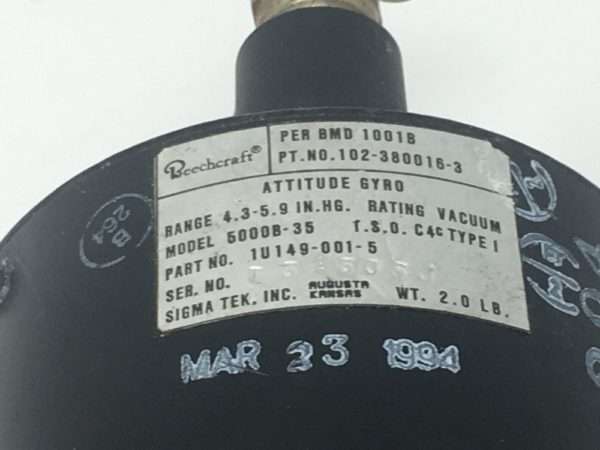 Beechcraft®
PER BMD 1001B
PT.NO.102-380016-3
ATTITUDE GYRO
RANGE 4.3-5.9 IN.HG. RATING VACUUM
MODEL 5000B-35 T.S.O. C4c TYPE I
PART NO. 1U149-001-5
SER. NO.
SIGMA TEK, INC. AUGUSTA KANSAS WT. 2.0 LB.
MAR 23 1994
B
264